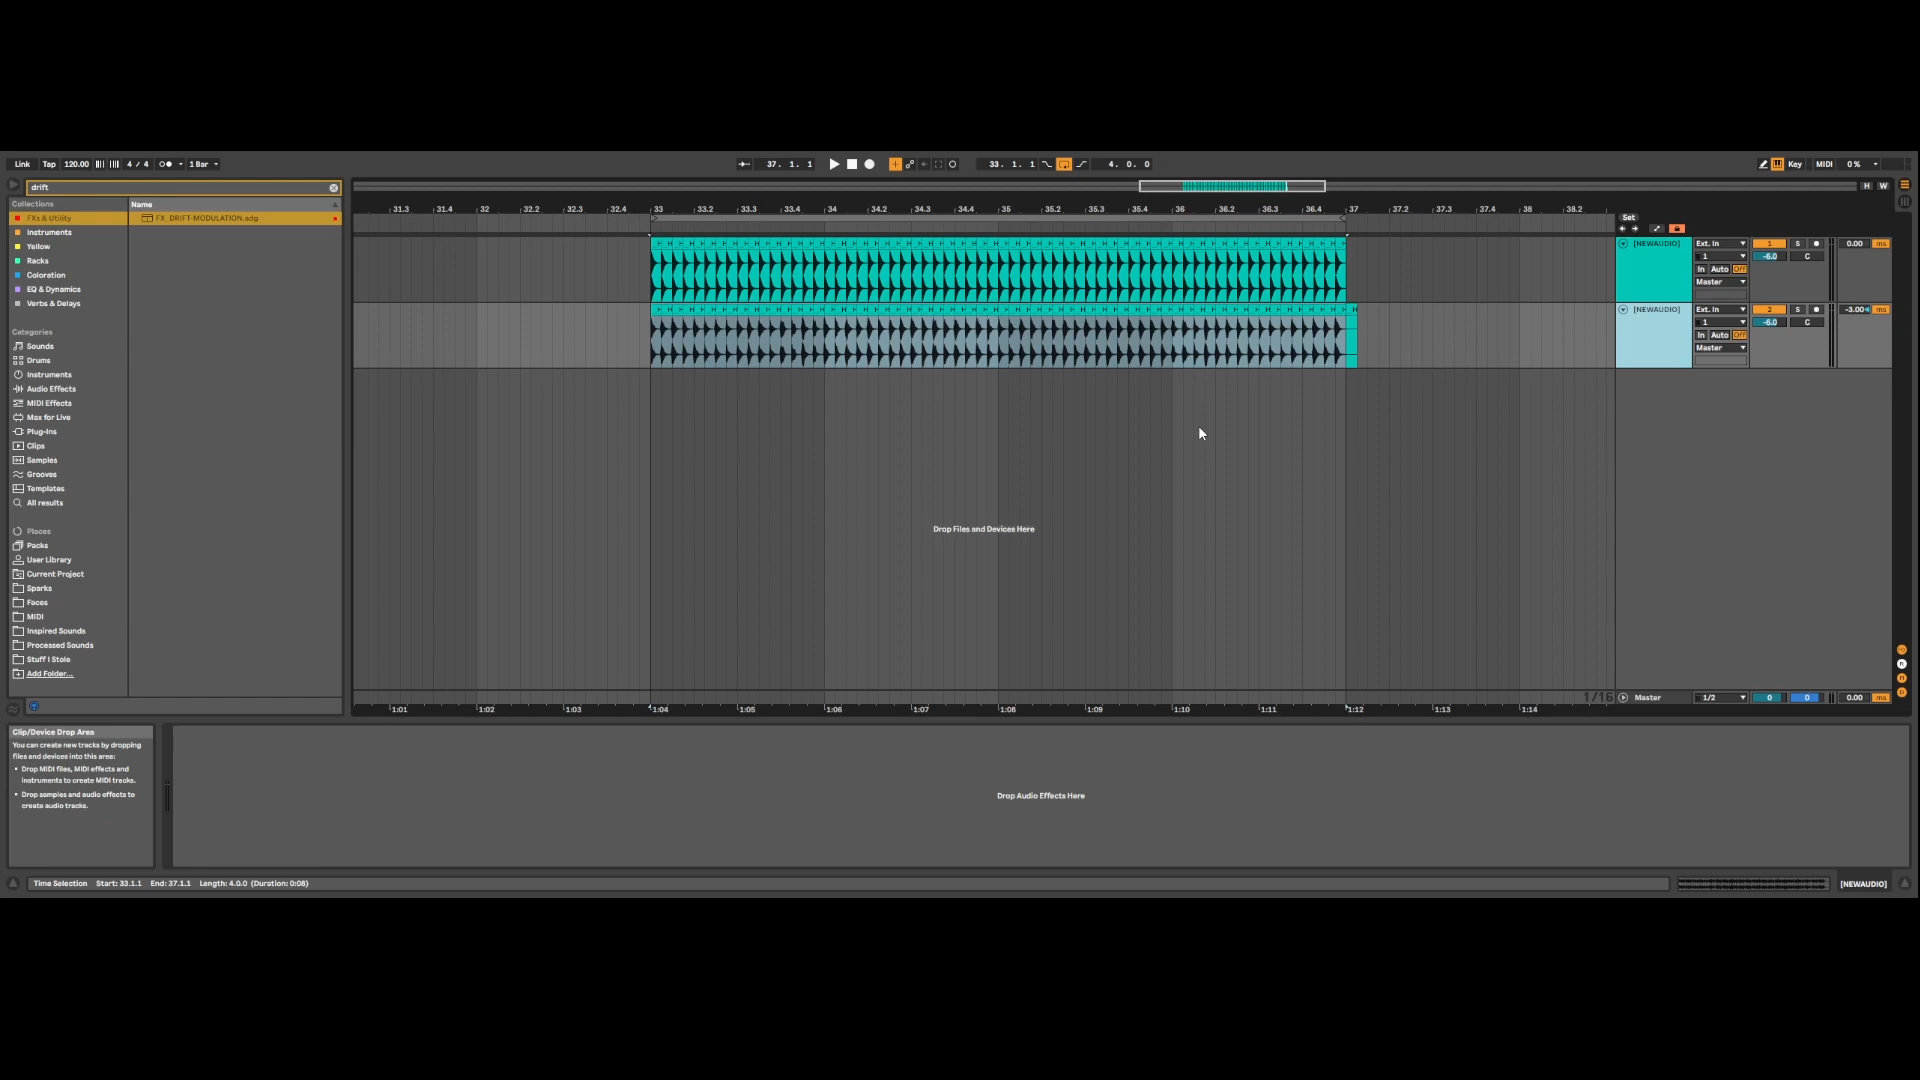 Link Tap 120.00 4 / 4 1 Bar 37. 1. 1 33. 1. 1 4. 0. 0 Key MIDI 0 %
drift
H W
Collections Name
FXs & Utility FX_DRIFT-MODULATION.adg
Instruments
Yellow
Racks
Coloration
EQ & Dynamics
Verbs & Delays
31.3 31.4 32 32.2 32.3 32.4 33 33.2 33.3 33.4 34 34.2 34.3 34.4 35 35.2 35.3 35.4 36 36.2 36.3 36.4 37 37.2 37.3 37.4 38 38.2
Set
[NEWAUDIO] Ext. In 1 S 0.00 ms
1 -6.0 C
In Auto Off
Master
[NEWAUDIO] Ext. In 2 S -3.00 ms
1 -6.0 C
In Auto Off
Master
Categories
Sounds
Drums
Instruments
Audio Effects
MIDI Effects
Max for Live
Plug-Ins
Clips
Samples
Grooves
Templates
All results
Places
Packs
User Library
Current Project
Sparks
Faces
MIDI
Inspired Sounds
Processed Sounds
Stuff I Stole
Add Folder...
Drop Files and Devices Here
1/16 Master 1/2 0 0 0.00 ms
1:01 1:02 1:03 1:04 1:05 1:06 1:07 1:08 1:09 1:10 1:11 1:12 1:13 1:14
Clip/Device Drop Area
You can create new tracks by dropping
files and devices into this area:
• Drop MIDI files, MIDI effects and
instruments to create MIDI tracks.
• Drop samples and audio effects to
create audio tracks.
Drop Audio Effects Here
Time Selection Start: 33.1.1 End: 37.1.1 Length: 4.0.0 (Duration: 0:08)
[NEWAUDIO]